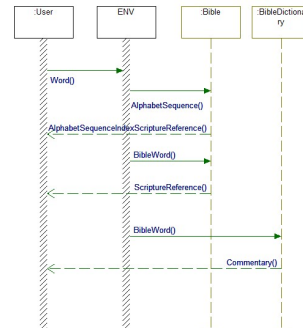 :User
ENV
:Bible
:BibleDictiona
ry
Word()
AlphabetSequence()
AlphabetSequenceIndexScriptureReference()
BibleWord()
ScriptureReference()
BibleWord()
Commentary()